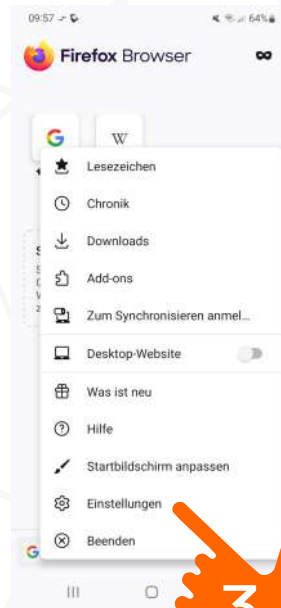 09:57
64%
Firefox Browser
G
W
Lesezeichen
Chronik
Downloads
Add-ons
Zum Synchronisieren anmel...
Desktop-Website
Was ist neu
Hilfe
Startbildschirm anpassen
Einstellungen
Beenden
G
3